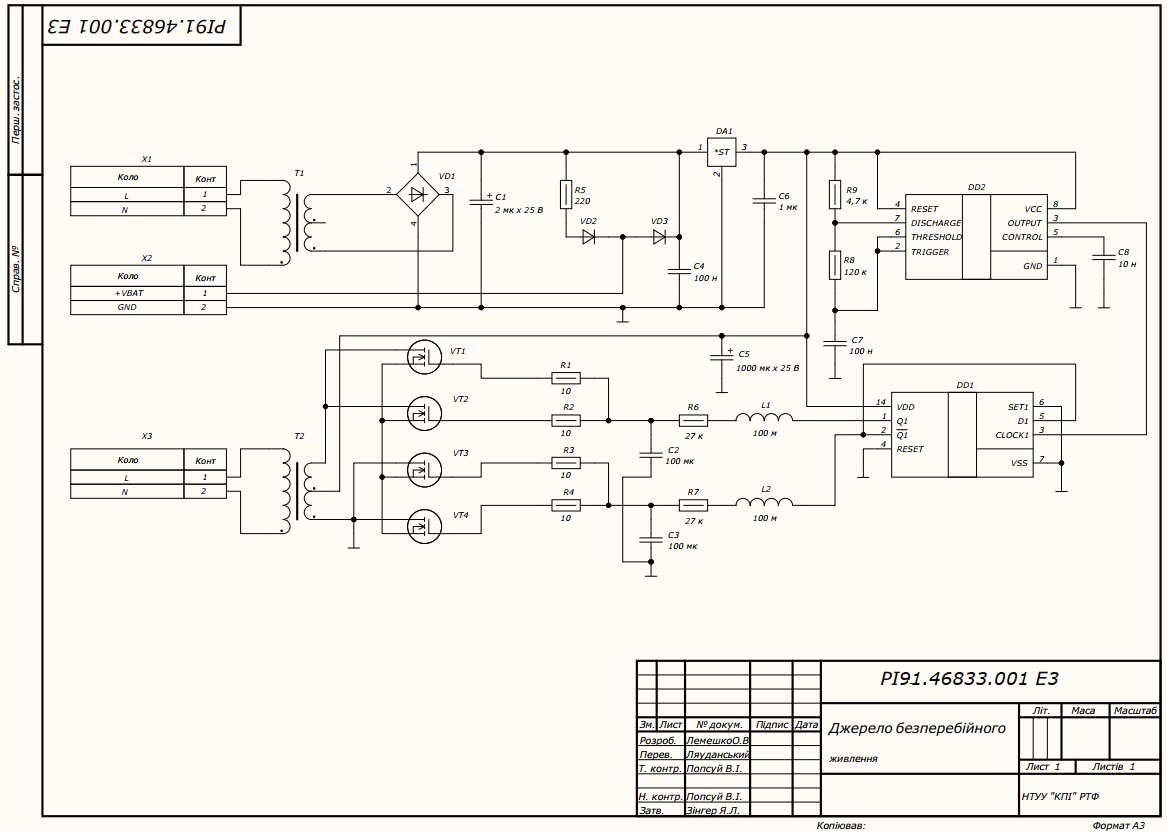 РІ91.46833.001 Е3
Перш. застос.
Справ. №
X1
Коло Конт
L 1
N 2
T1
X2
Коло Конт
+VBAT 1
GND 2
X3
Коло Конт
L 1
N 2
T2
1
2 VD1 3
4
+ C1
2 мк x 25 В
R5
220
VD2
VD3
C4
100 н
DA1
1 *ST 3
2
C6
1 мк
R9
4,7 к
R8
120 к
C7
100 н
DD2
4 RESET VCC 8
7 DISCHARGE OUTPUT 3
6 THRESHOLD CONTROL 5
2 TRIGGER
GND 1
C8
10 н
+ C5
1000 мк x 25 В
VT1
VT2
VT3
VT4
R1
10
R2
10
R3
10
R4
10
C2
100 мк
C3
100 мк
R6
27 к
R7
27 к
L1
100 м
L2
100 м
DD1
14 VDD SET1 6
1 Q1 D1 5
2 Q1 CLOCK1 3
4 RESET
VSS 7
РІ91.46833.001 Е3
Зм. Лист № докум. Підпис Дата
Розроб. ЛемешкоО.В
Перев. Ляуданський
Т. контр. Попсуй В.І.
Н. контр. Попсуй В.І.
Затв. Зінгер Я.Л.
Джерело безперебійного
живлення
Літ. Маса Масштаб
Лист 1 Листів 1
НТУУ "КПІ" РТФ
Копіював: Формат А3